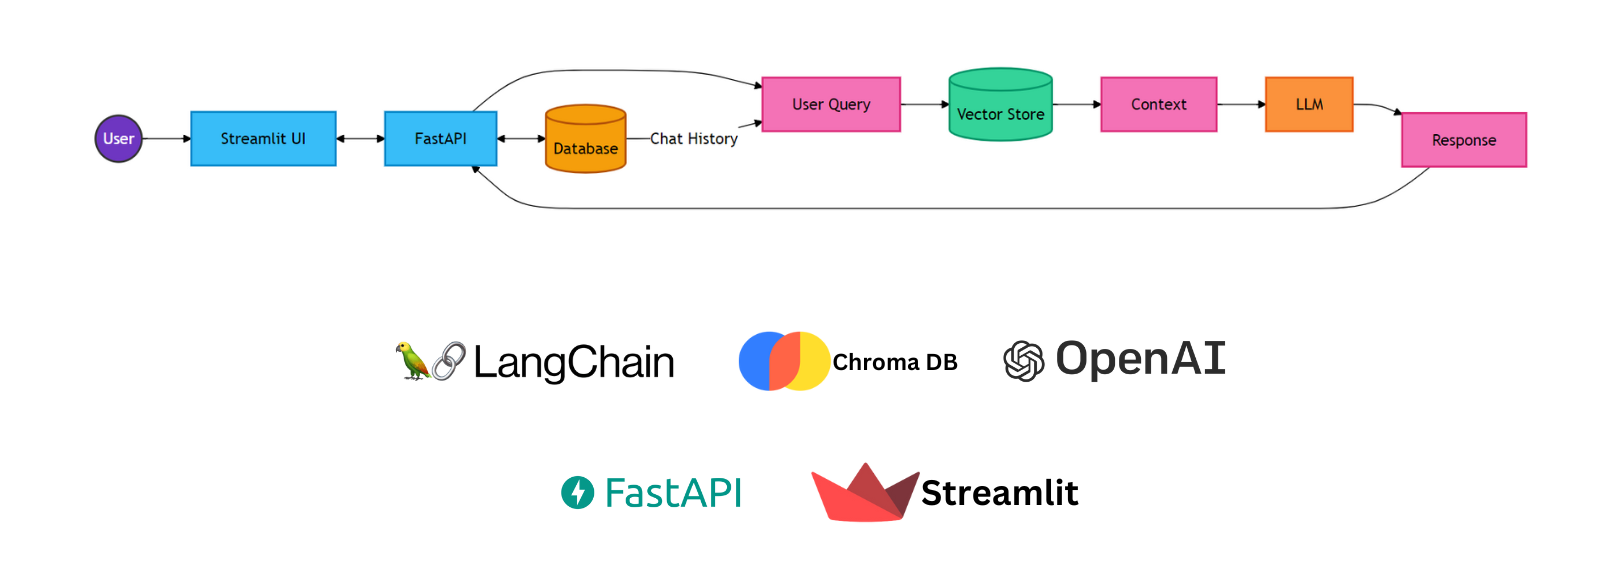 User
Streamlit UI
FastAPI
Database
Chat History
User Query
Vector Store
Context
LLM
Response
LangChain
Chroma DB
OpenAI
FastAPI
Streamlit